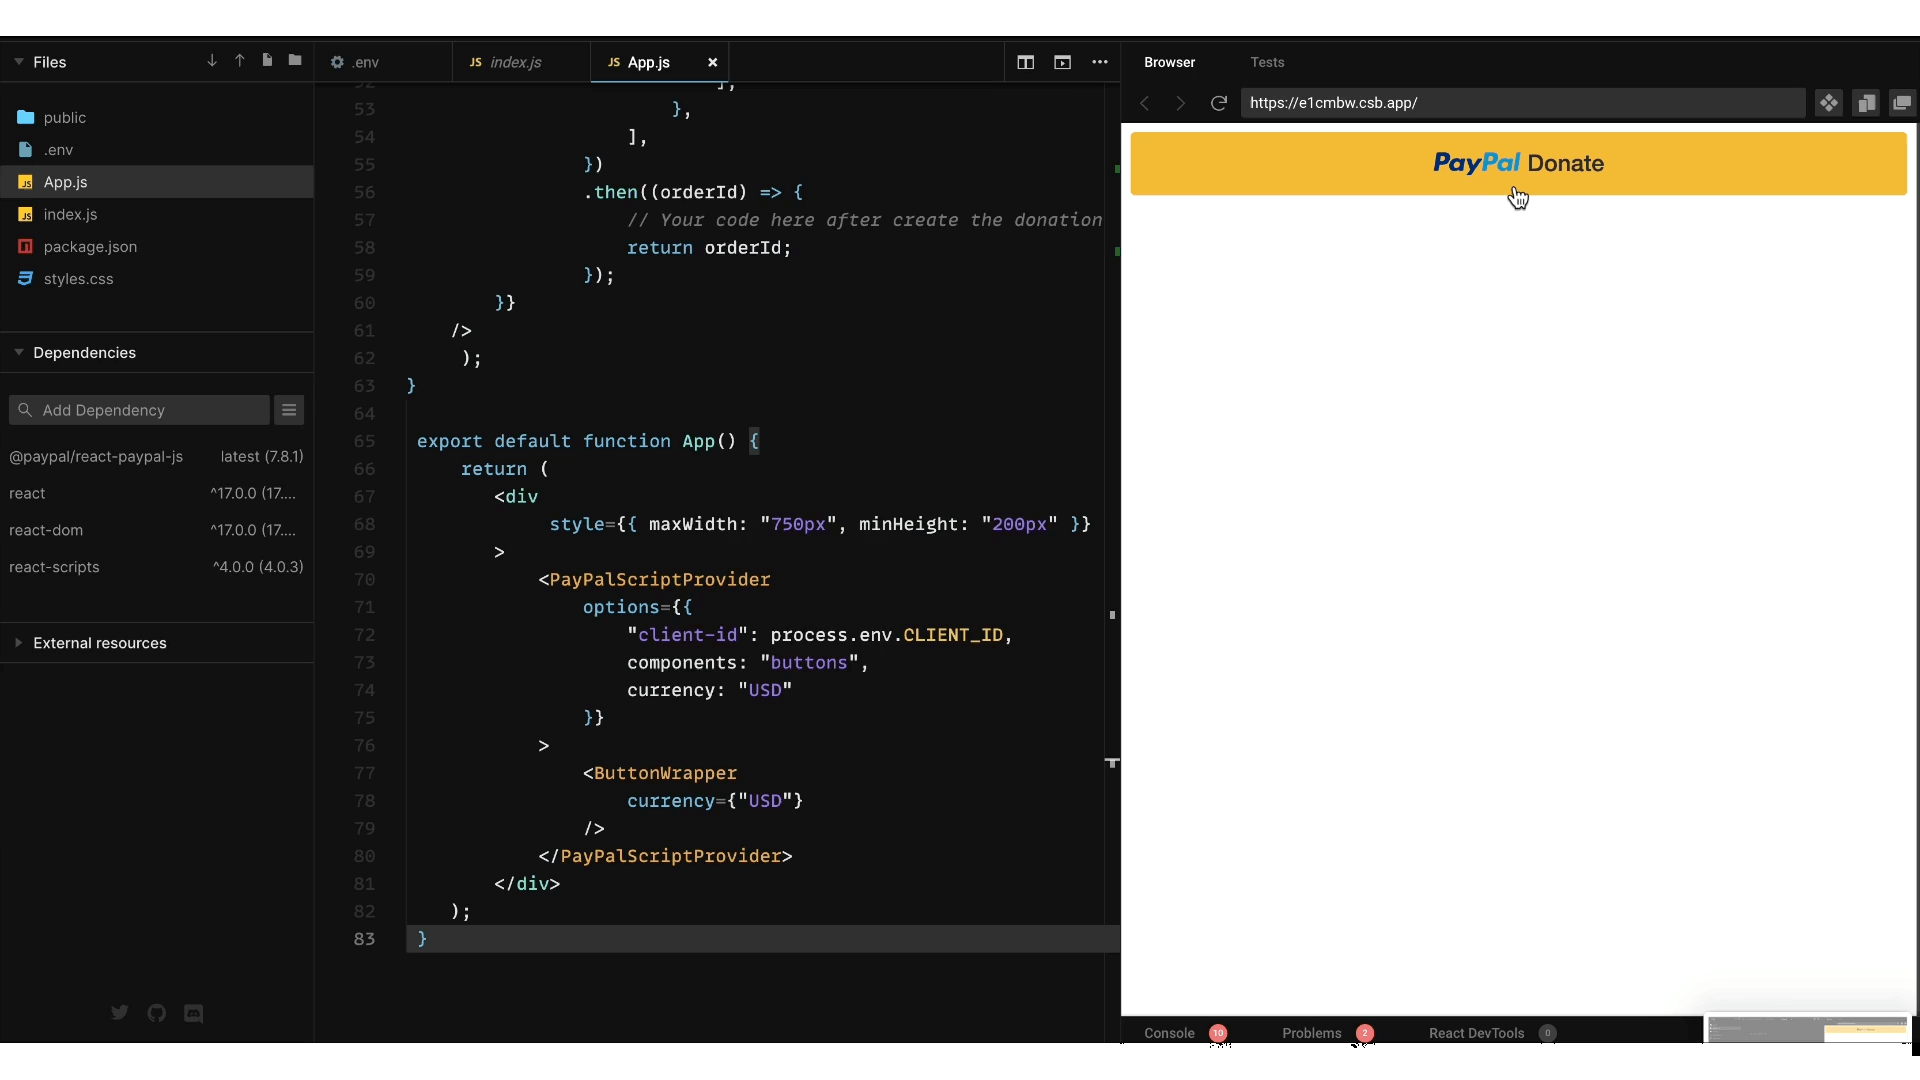 Files
.env
JS index.js
JS App.js
Browser
Tests
https://e1cmbw.csb.app/
public
.env
JS App.js
JS index.js
package.json
styles.css
Dependencies
Add Dependency
@paypal/react-paypal-js latest (7.8.1)
react ^17.0.0 (17....
react-dom ^17.0.0 (17....
react-scripts ^4.0.0 (4.0.3)
External resources
53 },
54 ],
55 })
56 .then((orderId) => {
57 // Your code here after create the donation
58 return orderId;
59 });
60 }}
61 />
62 );
63 }
64
65 export default function App() {
66 return (
67 <div
68 style={{ maxWidth: "750px", minHeight: "200px" }}
69 >
70 <PayPalScriptProvider
71 options={{
72 "client-id": process.env.CLIENT_ID,
73 components: "buttons",
74 currency: "USD"
75 }}
76 >
77 <ButtonWrapper
78 currency={"USD"}
79 />
80 </PayPalScriptProvider>
81 </div>
82 );
83 }
PayPal Donate
Console 10
Problems 2
React DevTools 0